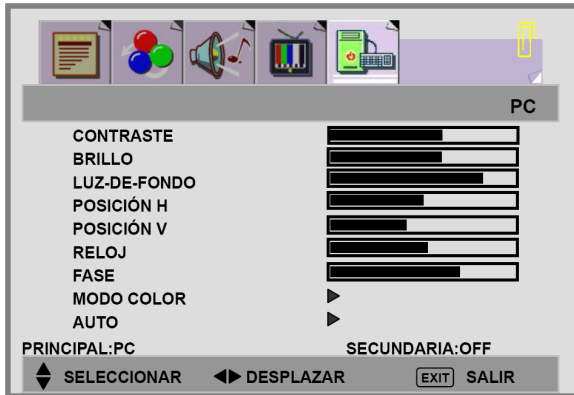 PC
CONTRASTE
BRILLO
LUZ-DE-FONDO
POSICIÓN H
POSICIÓN V
RELOJ
FASE
MODO COLOR
AUTO
PRINCIPAL:PC SECUNDARIA:OFF
SELECCIONAR DESPLAZAR EXIT SALIR